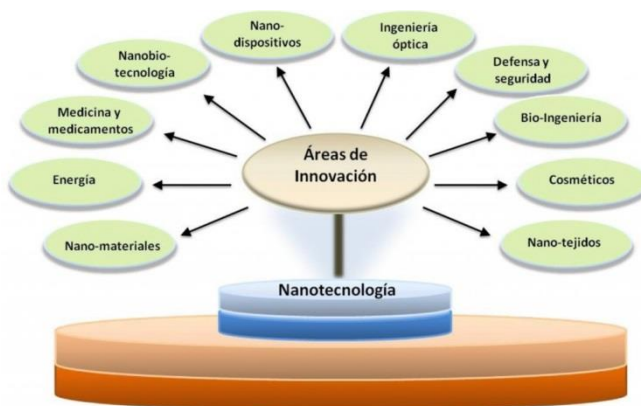 Nano-
dispositivos
Ingeniería
óptica
Nanobio-
tecnología
Defensa y
seguridad
Medicina y
medicamentos
Bio-Ingeniería
Áreas de
Innovación
Energía
Cosméticos
Nano-materiales
Nano-tejidos
Nanotecnología